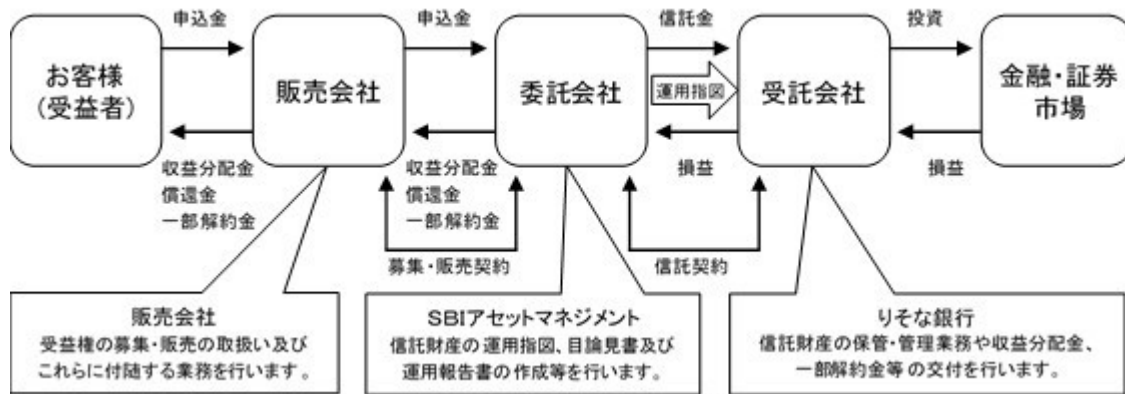 申込金
申込金
信託金
投資
お客様
(受益者)
販売会社
委託会社
運用指図
受託会社
金融・証券
市場
収益分配金
償還金
一部解約金
収益分配金
償還金
一部解約金
損益
損益
募集・販売契約
信託契約
販売会社
受益権の募集・販売の取扱い及び
これらに付随する業務を行います。
SBIアセットマネジメント
信託財産の運用指図、目論見書及び
運用報告書の作成等を行います。
りそな銀行
信託財産の保管・管理業務や収益分配金、
一部解約金等の交付を行います。